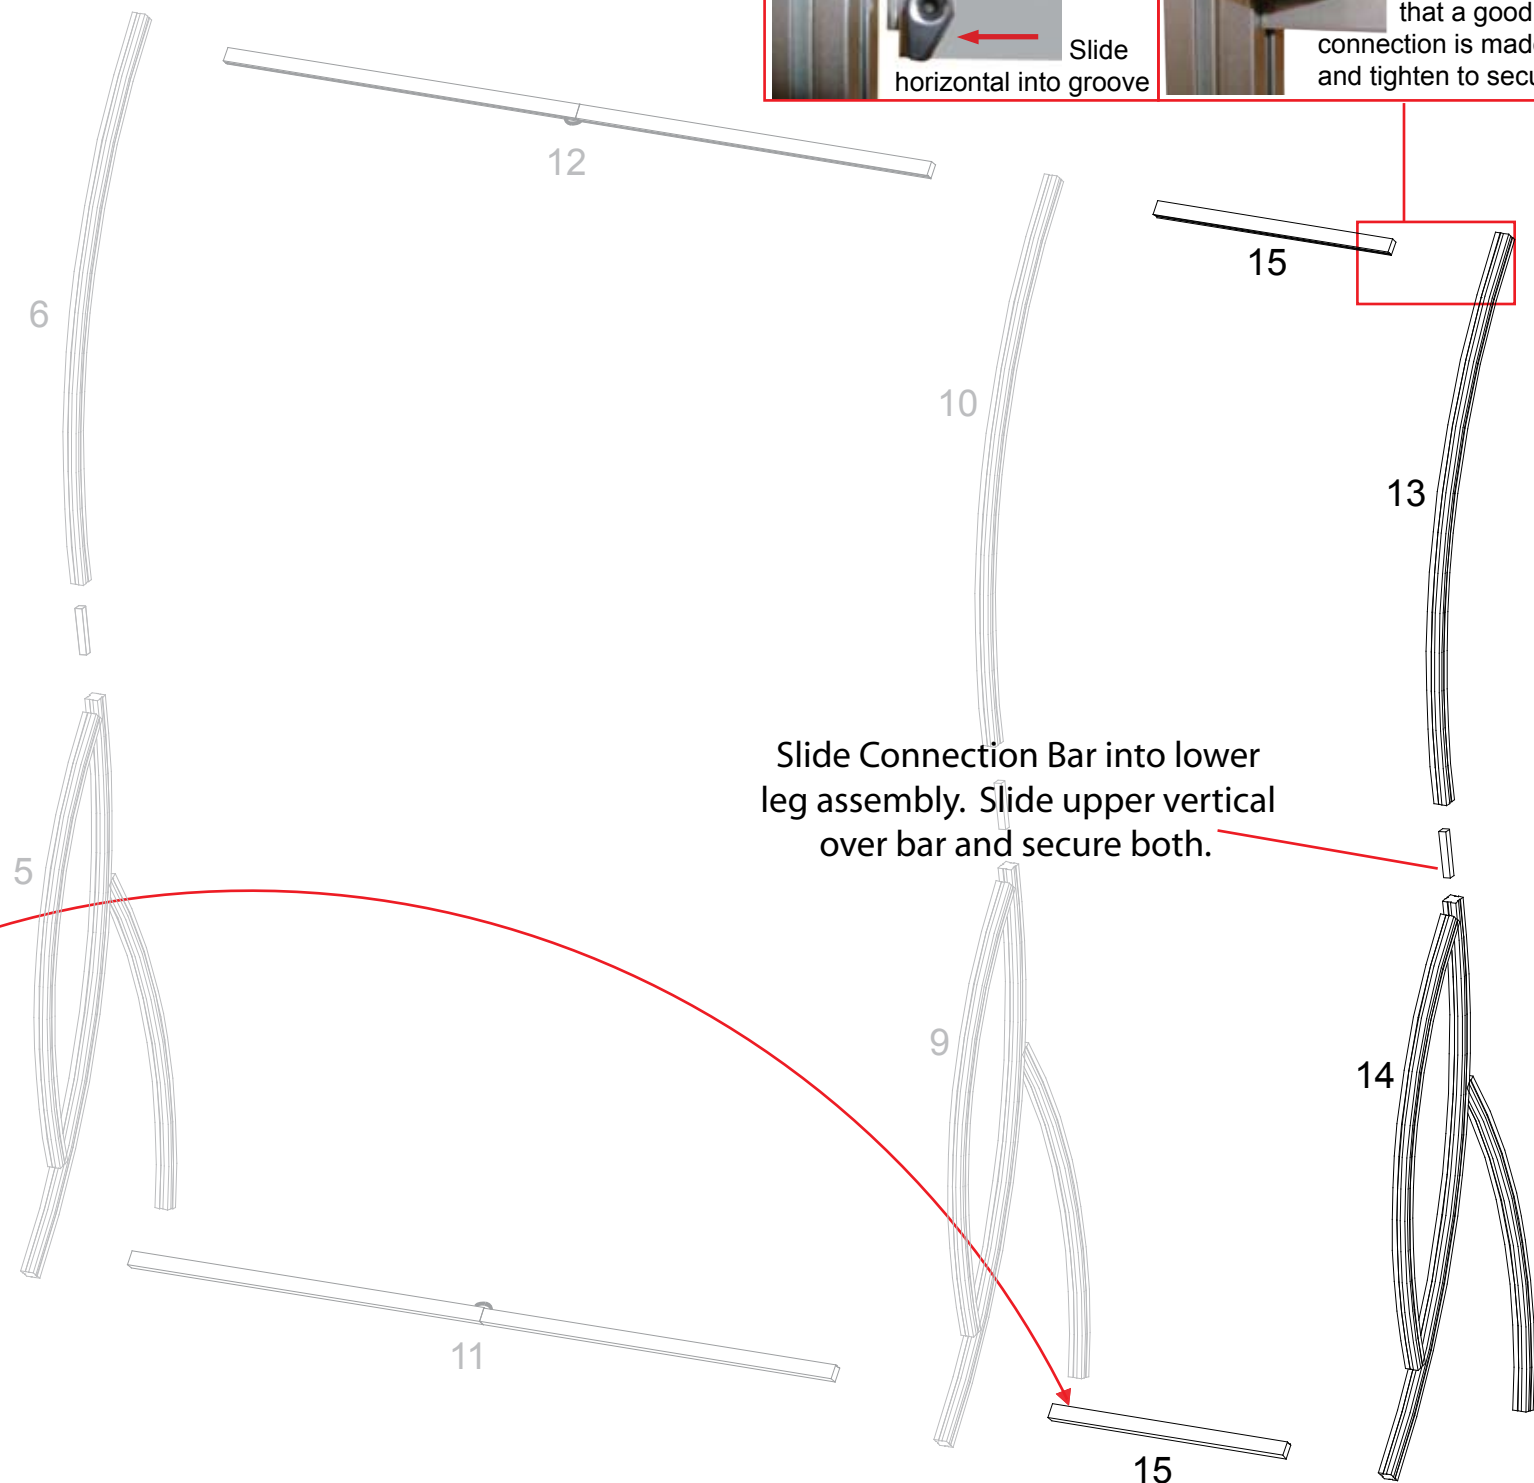 Slide
horizontal into groove
that a good
connection is made
and tighten to secu
12
15
6
10
13
Slide Connection Bar into lower
leg assembly.  Slide upper vertical
over bar and secure both.
5
9
14
11
15